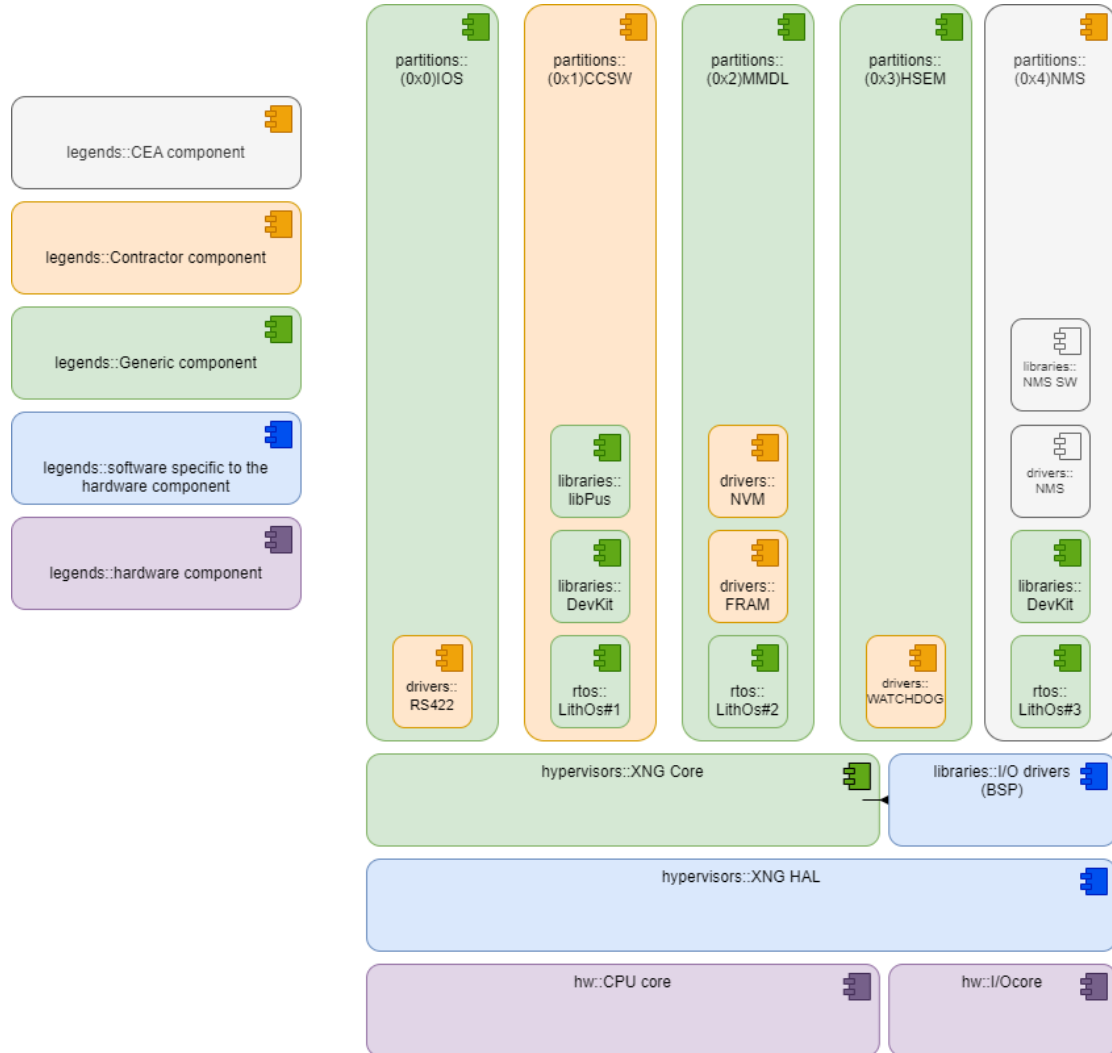 legends::CEA component
legends::Contractor component
legends::Generic component
legends::software specific to the
hardware component
legends::hardware component
partitions::
(0x0)IOS
drivers::
RS422
partitions::
(0x1)CCSW
libraries::
libPus
libraries::
DevKit
rtos::
LithOs#1
partitions::
(0x2)MMDL
drivers::
NVM
drivers::
FRAM
rtos::
LithOs#2
partitions::
(0x3)HSEM
drivers::
WATCHDOG
partitions::
(0x4)NMS
libraries::
NMS SW
drivers::
NMS
libraries::
DevKit
rtos::
LithOs#3
hypervisors::XNG Core
libraries::I/O drivers
(BSP)
hypervisors::XNG HAL
hw::CPU core
hw::I/Ocore